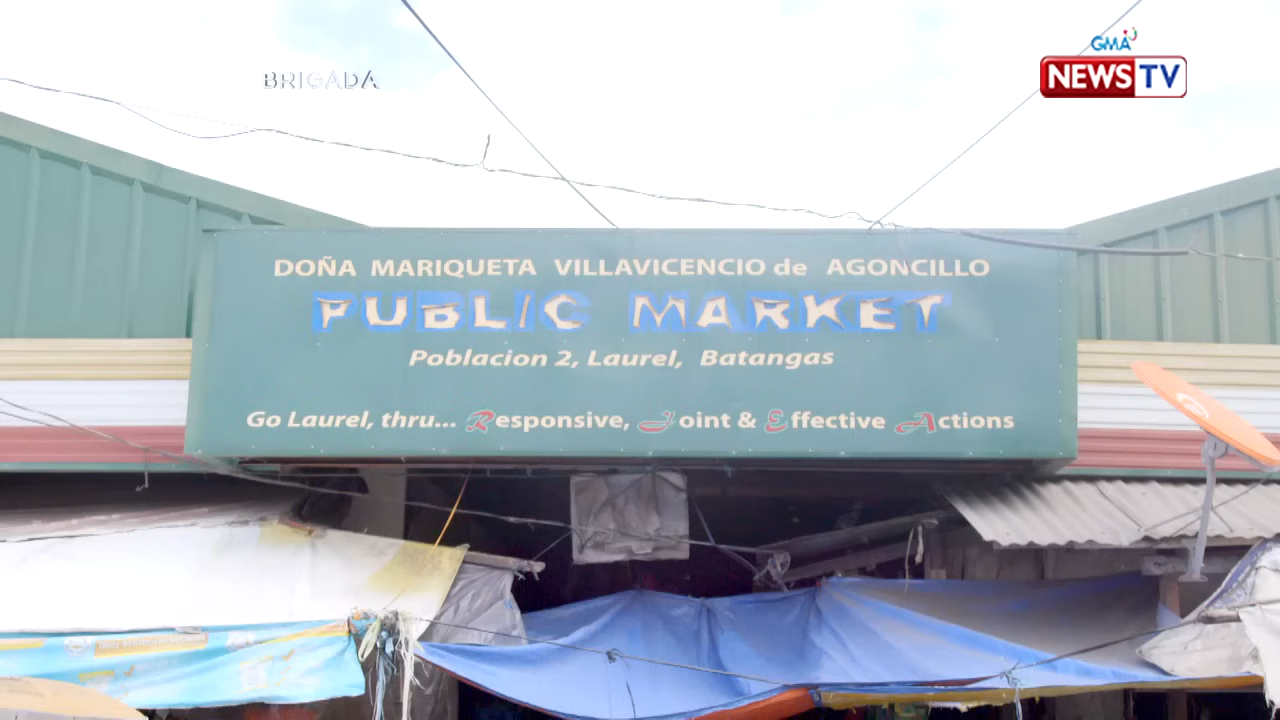 BRIGADA
GMA
NEWS TV
DOÑA MARIQUETA VILLAVICENCIO de AGONCILLO
PUBLIC MARKET
Poblacion 2, Laurel, Batangas
Go Laurel, thru... Responsive, Joint & Effective Actions